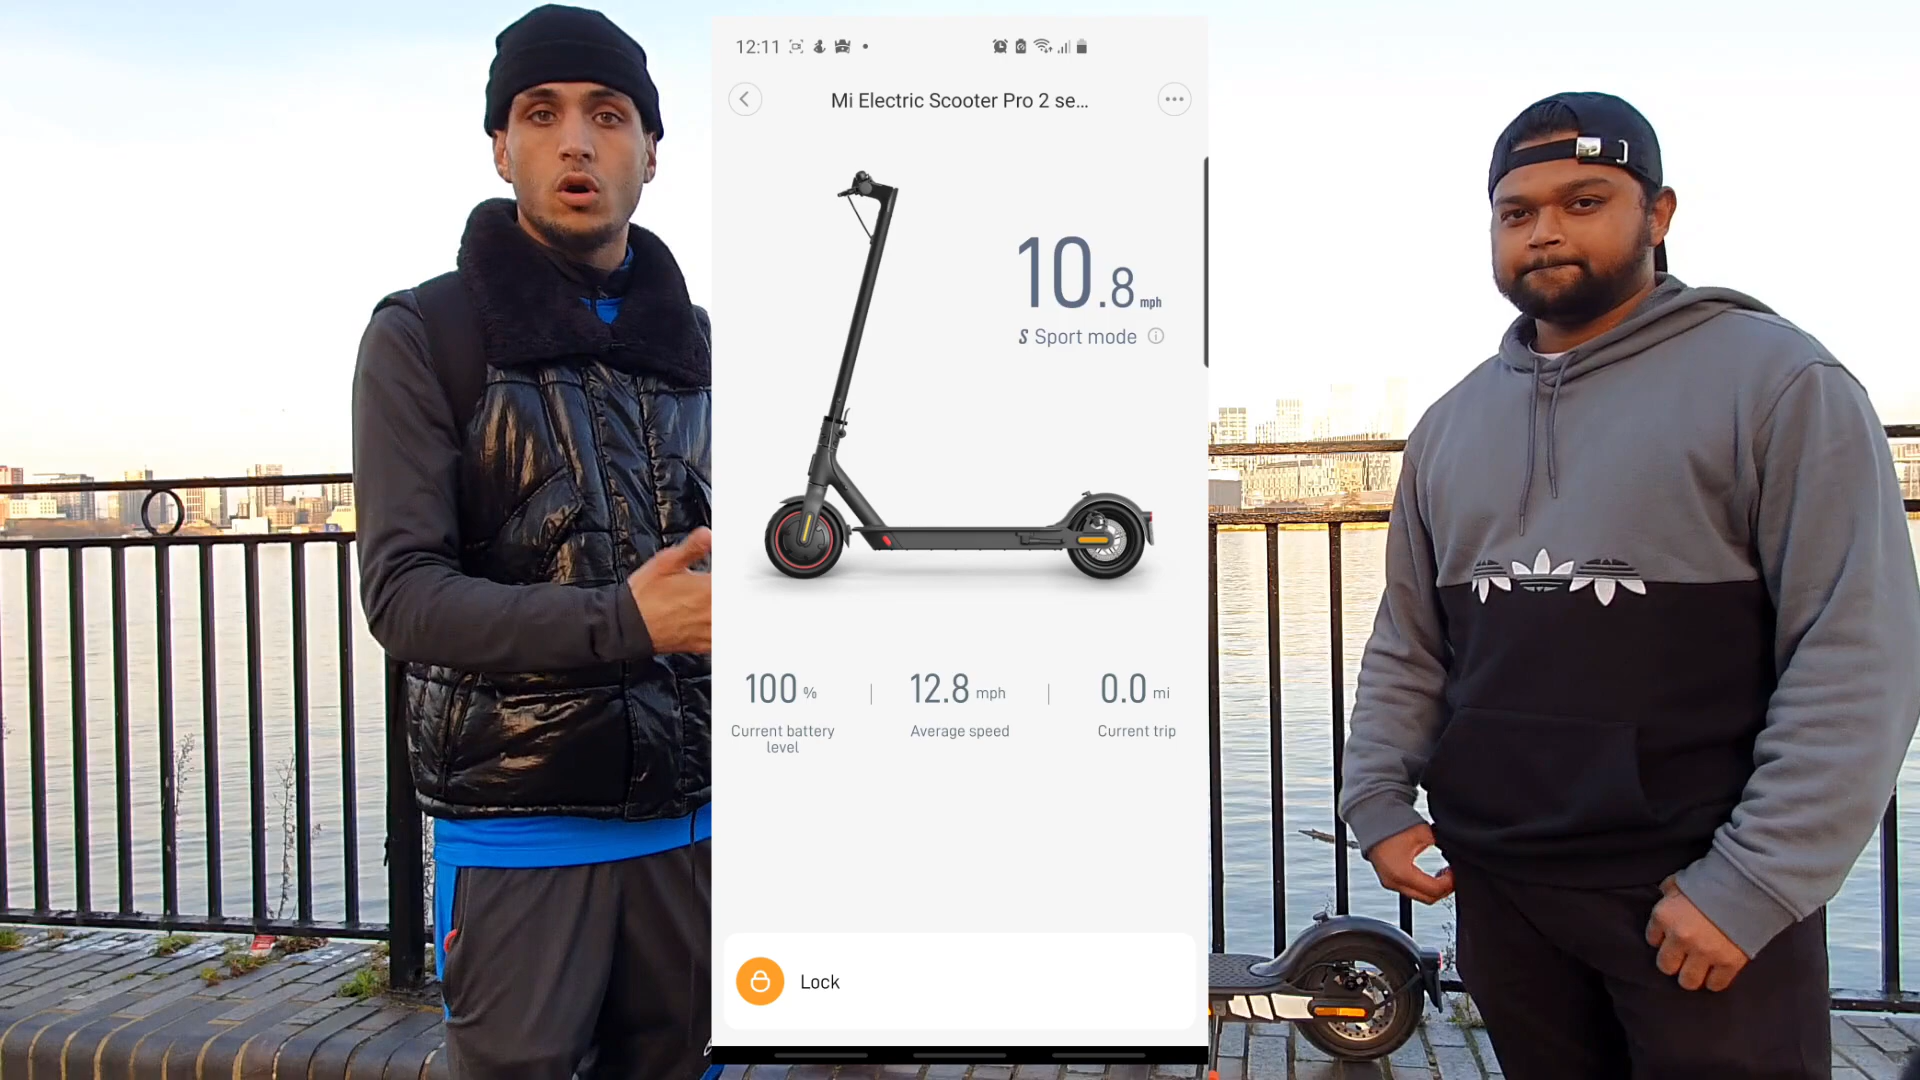 12:11
Mi Electric Scooter Pro 2 se...
10.8 mph
S Sport mode
100 %
Current battery
level
12.8 mph
Average speed
0.0 mi
Current trip
Lock